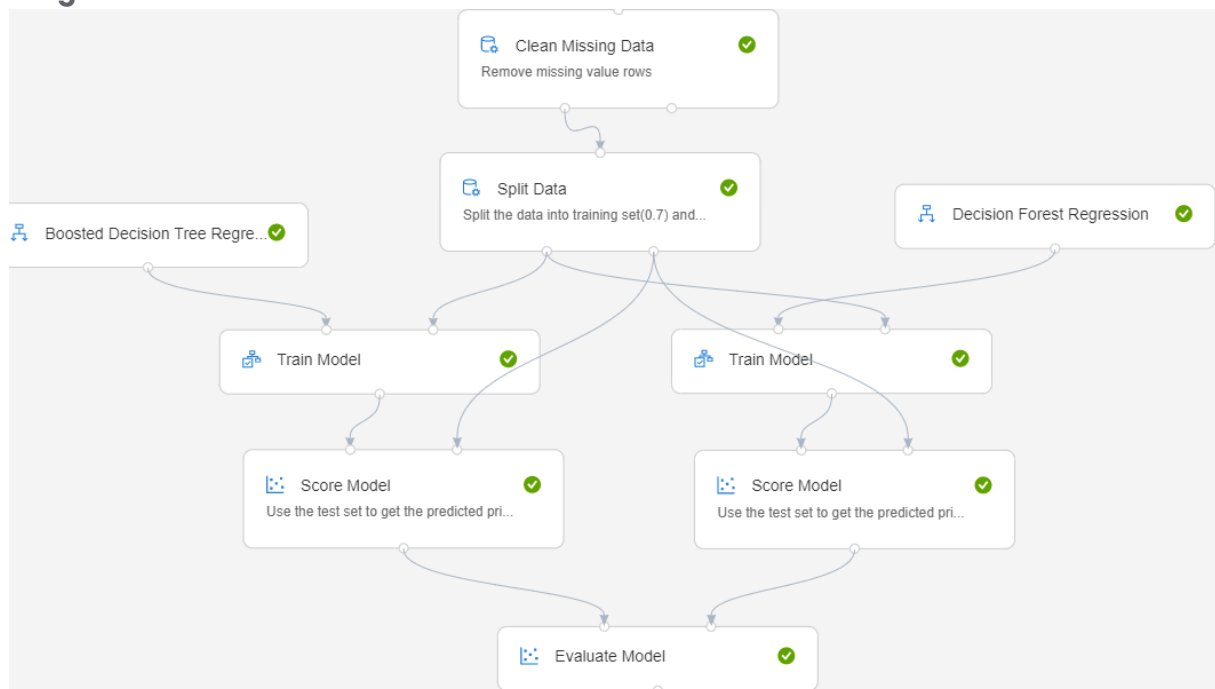 Clean Missing Data
Remove missing value rows
Split Data
Split the data into training set(0.7) and...
Boosted Decision Tree Regre...
Decision Forest Regression
Train Model
Train Model
Score Model
Use the test set to get the predicted pri...
Score Model
Use the test set to get the predicted pri...
Evaluate Model